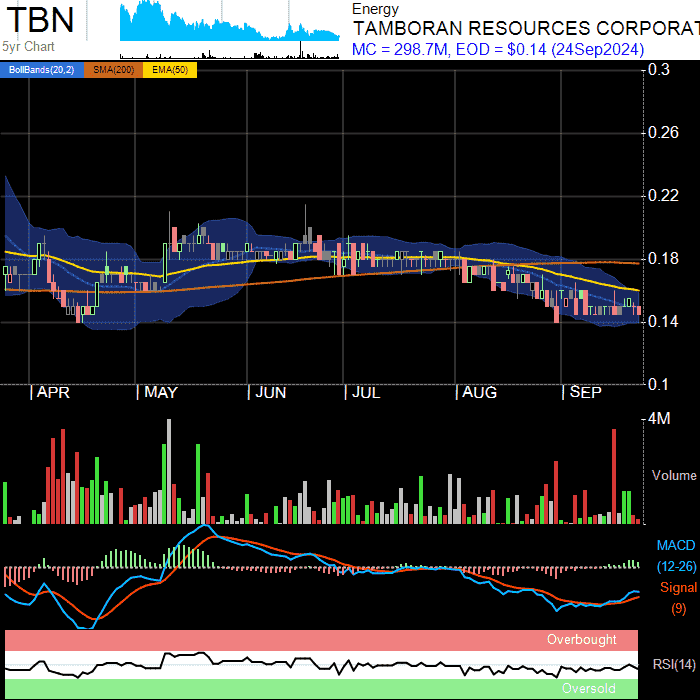 TBN
5yr Chart
Energy
TAMBORAN RESOURCES CORPORAT
MC = 298.7M, EOD = $0.14 (24Sep2024)
BollBands(20,2) SMA(200) EMA(50)
0.3
0.26
0.22
0.18
0.14
0.1
APR MAY JUN JUL AUG SEP
4M
Volume
MACD
(12-26)
Signal
(9)
Overbought
RSI(14)
Oversold